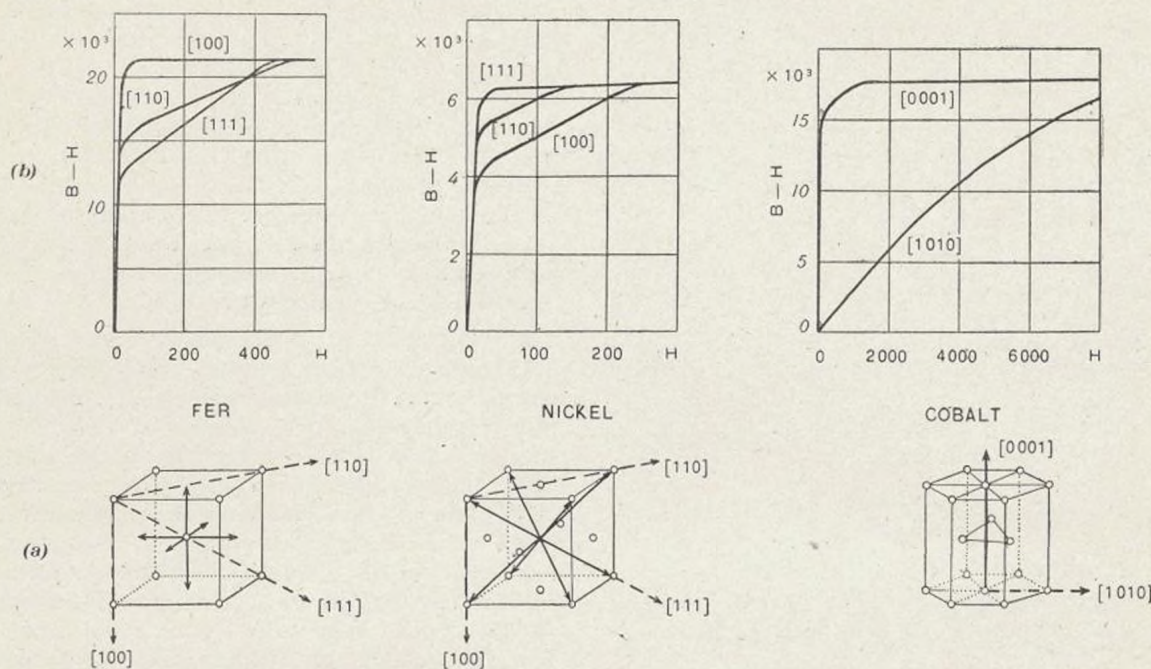 (b)
× 10³
[100]
20
[110]
[111]
B — H
10
0
0 200 400 H
× 10³
[111]
6
[110]
[100]
B — H
4
2
0
0 100 200 H
× 10³
[0001]
15
B — H
10
[1010]
5
0
0 2000 4000 6000 H
FER
NICKEL
COBALT
(a)
[110]
[111]
[100]
[110]
[111]
[100]
[0001]
[1010]